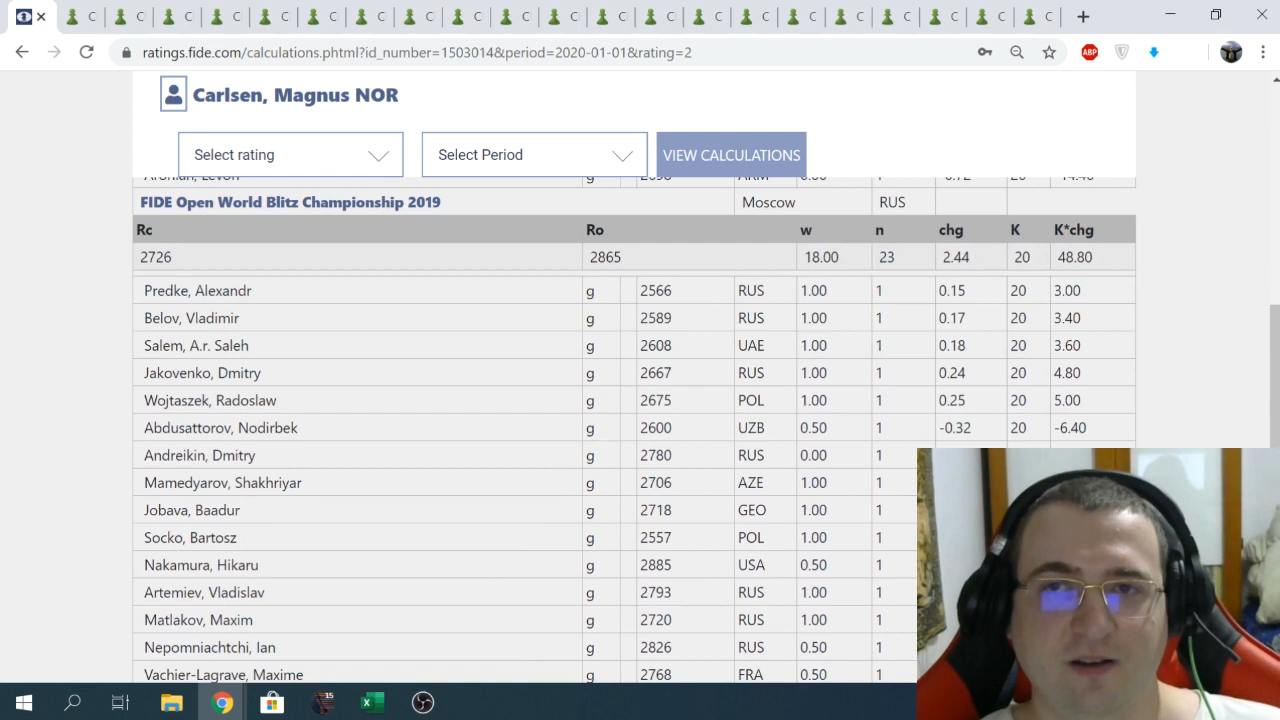 C C C C C C C C C C C C C C C C C C C C C
ratings.fide.com/calculations.phtml?id_number=1503014&period=2020-01-01&rating=2 ABP
Carlsen, Magnus NOR
Select rating Select Period VIEW CALCULATIONS
FIDE Open World Blitz Championship 2019 Moscow RUS
Rc Ro w n chg K K*chg
2726 2865 18.00 23 2.44 20 48.80
Predke, Alexandr g 2566 RUS 1.00 1 0.15 20 3.00
Belov, Vladimir g 2589 RUS 1.00 1 0.17 20 3.40
Salem, A.r. Saleh g 2608 UAE 1.00 1 0.18 20 3.60
Jakovenko, Dmitry g 2667 RUS 1.00 1 0.24 20 4.80
Wojtaszek, Radoslaw g 2675 POL 1.00 1 0.25 20 5.00
Abdusattorov, Nodirbek g 2600 UZB 0.50 1 -0.32 20 -6.40
Andreikin, Dmitry g 2780 RUS 0.00 1
Mamedyarov, Shakhriyar g 2706 AZE 1.00 1
Jobava, Baadur g 2718 GEO 1.00 1
Socko, Bartosz g 2557 POL 1.00 1
Nakamura, Hikaru g 2885 USA 0.50 1
Artemiev, Vladislav g 2793 RUS 1.00 1
Matlakov, Maxim g 2720 RUS 1.00 1
Nepomniachtchi, Ian g 2826 RUS 0.50 1
Vachier-Lagrave, Maxime g 2768 FRA 0.50 1
15